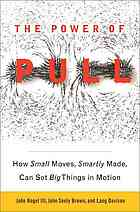 THE POWER OF
PULL
How Small Moves, Smartly Made,
Can Set Big Things in Motion
John Hagel III, John Seely Brown, and Lang Davison